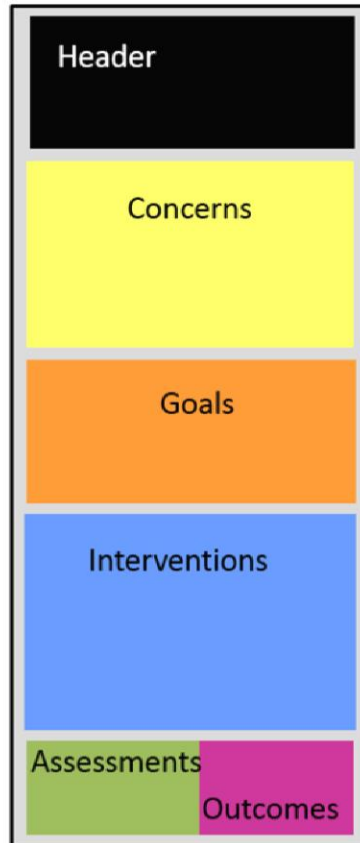 Header
Concerns
Goals
Interventions
Assessments
Outcomes